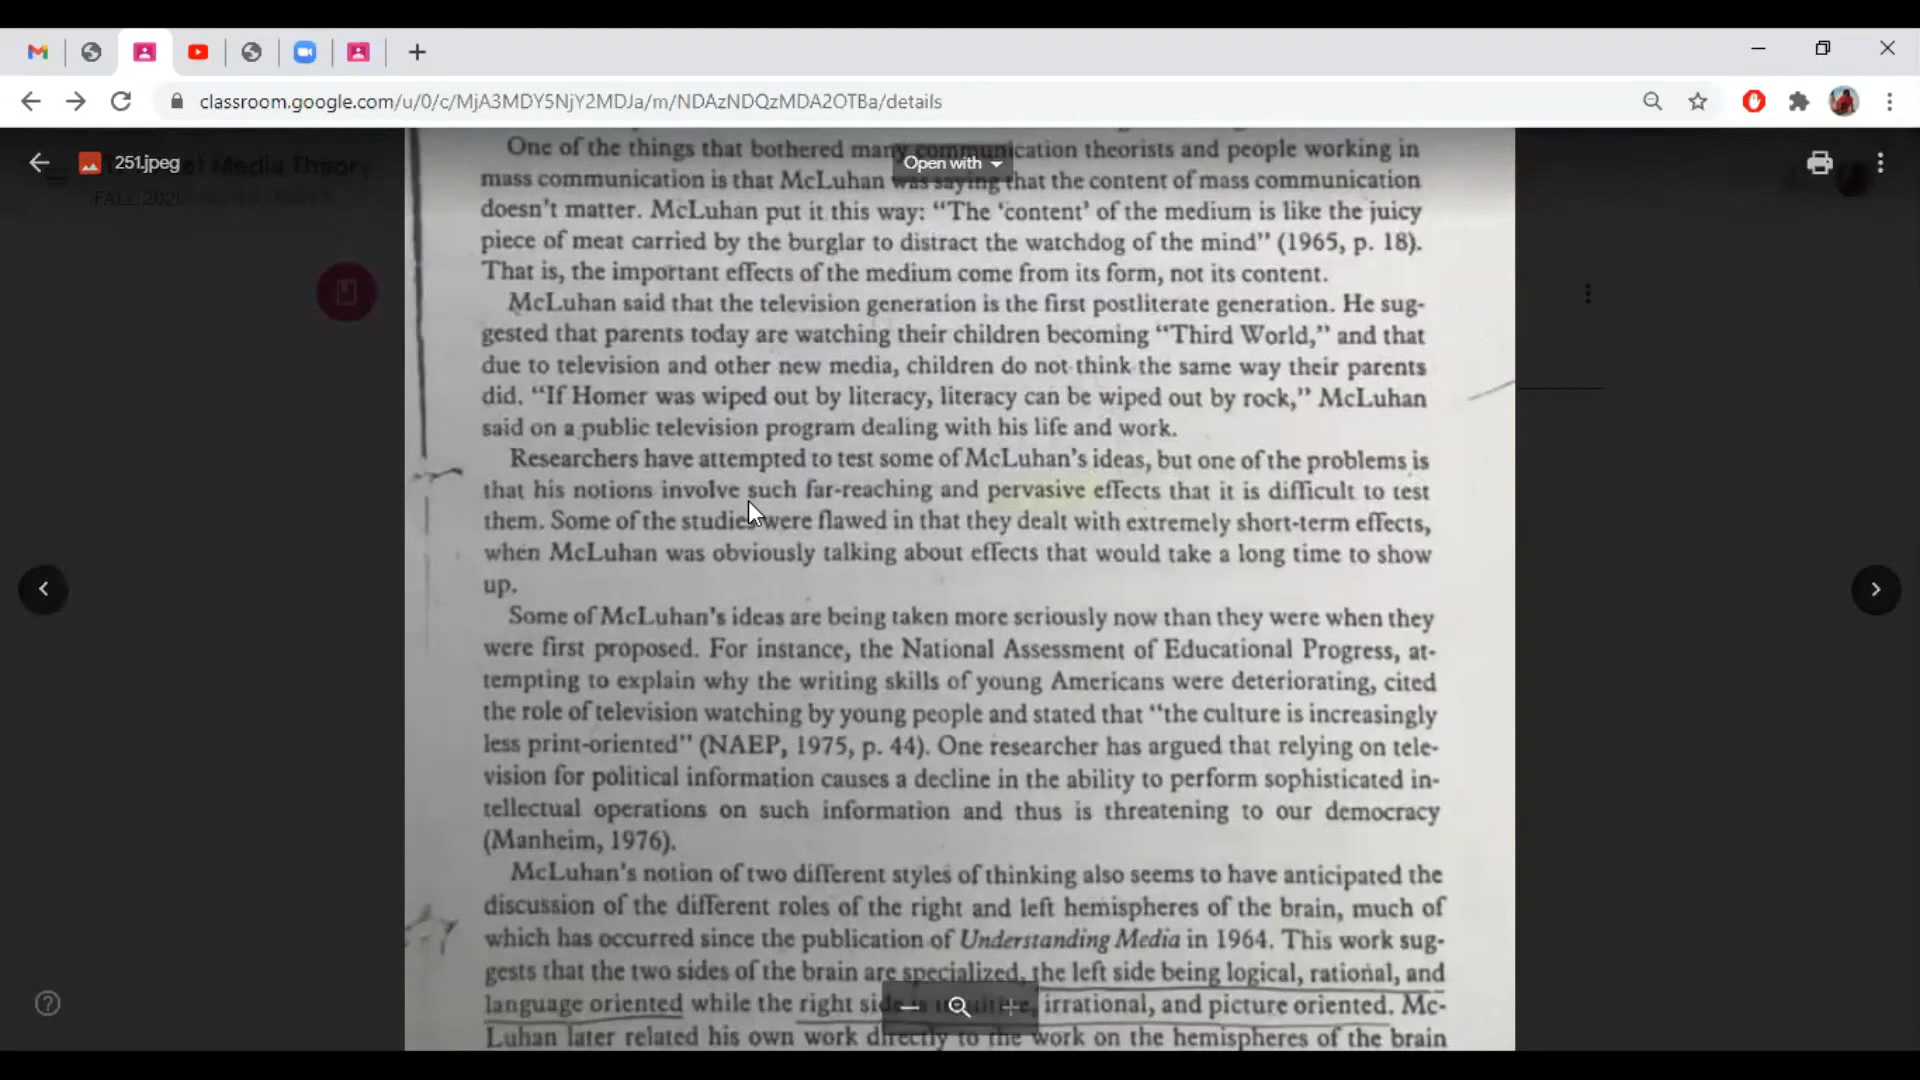 classroom.google.com/u/0/c/MjA3MDY5NjY2MDJa/m/NDAzNDQzMDA2OTBa/details
251.jpeg
Open with
Media Theory
FALL 202
One of the things that bothered many communication theorists and people working in
mass communication is that McLuhan was saying that the content of mass communication
doesn't matter. McLuhan put it this way: “The ‘content’ of the medium is like the juicy
piece of meat carried by the burglar to distract the watchdog of the mind” (1965, p. 18).
That is, the important effects of the medium come from its form, not its content.
McLuhan said that the television generation is the first postliterate generation. He sug-
gested that parents today are watching their children becoming “Third World,” and that
due to television and other new media, children do not think the same way their parents
did. “If Homer was wiped out by literacy, literacy can be wiped out by rock,” McLuhan
said on a public television program dealing with his life and work.
Researchers have attempted to test some of McLuhan's ideas, but one of the problems is
that his notions involve such far-reaching and pervasive effects that it is difficult to test
them. Some of the studies were flawed in that they dealt with extremely short-term effects,
when McLuhan was obviously talking about effects that would take a long time to show
up.
Some of McLuhan's ideas are being taken more seriously now than they were when they
were first proposed. For instance, the National Assessment of Educational Progress, at-
tempting to explain why the writing skills of young Americans were deteriorating, cited
the role of television watching by young people and stated that “the culture is increasingly
less print-oriented” (NAEP, 1975, p. 44). One researcher has argued that relying on tele-
vision for political information causes a decline in the ability to perform sophisticated in-
tellectual operations on such information and thus is threatening to our democracy
(Manheim, 1976).
McLuhan's notion of two different styles of thinking also seems to have anticipated the
discussion of the different roles of the right and left hemispheres of the brain, much of
which has occurred since the publication of Understanding Media in 1964. This work sug-
gests that the two sides of the brain are specialized, the left side being logical, rational, and
language oriented while the right side is intuitive, irrational, and picture oriented. Mc-
Luhan later related his own work directly to the work on the hemispheres of the brain